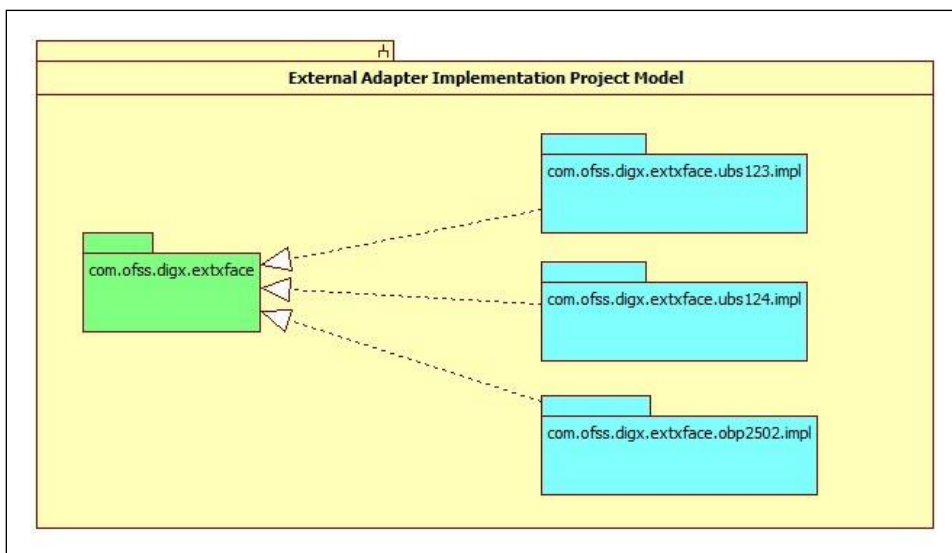 External Adapter Implementation Project Model
com.ofss.digx.extxface.ubs123.impl
com.ofss.digx.extxface
com.ofss.digx.extxface.ubs124.impl
com.ofss.digx.extxface.obp2502.impl